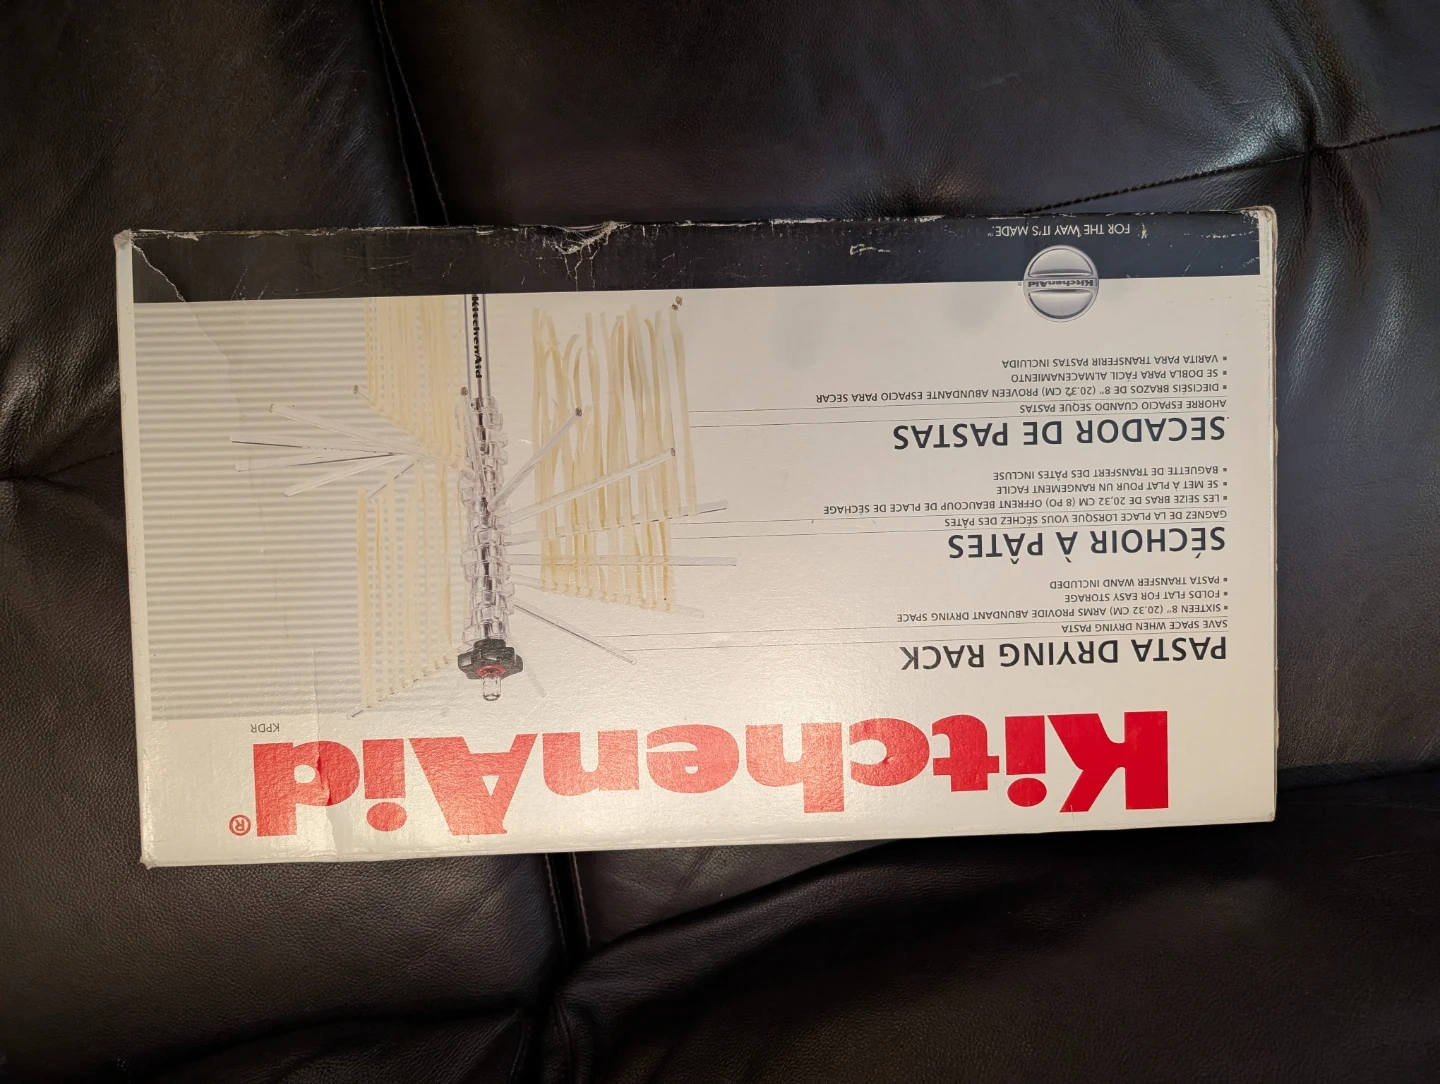 KitchenAid®
KPDR
PASTA DRYING RACK
SAVE SPACE WHEN DRYING PASTA
▪ SIXTEEN 8" (20.32 CM) ARMS PROVIDE ABUNDANT DRYING SPACE
▪ FOLDS FLAT FOR EASY STORAGE
▪ PASTA TRANSFER WAND INCLUDED
SÉCHOIR À PÂTES
GAGNEZ DE LA PLACE LORSQUE VOUS SÉCHEZ DES PÂTES
▪ LES SEIZE BRAS DE 20,32 CM (8 PO) OFFRENT BEAUCOUP DE PLACE DE SÉCHAGE
▪ SE MET À PLAT POUR UN RANGEMENT FACILE
▪ BAGUETTE DE TRANSFERT DES PÂTES INCLUSE
SECADOR DE PASTAS
AHORRE ESPACIO CUANDO SEQUE PASTAS
▪ DIECISÉIS BRAZOS DE 8" (20,32 CM) PROVEEN ABUNDANTE ESPACIO PARA SECAR
▪ SE DOBLA PARA FÁCIL ALMACENAMIENTO
▪ VARITA PARA TRANSFERIR PASTAS INCLUIDA
KitchenAid
KitchenAid®
FOR THE WAY IT'S MADE.™